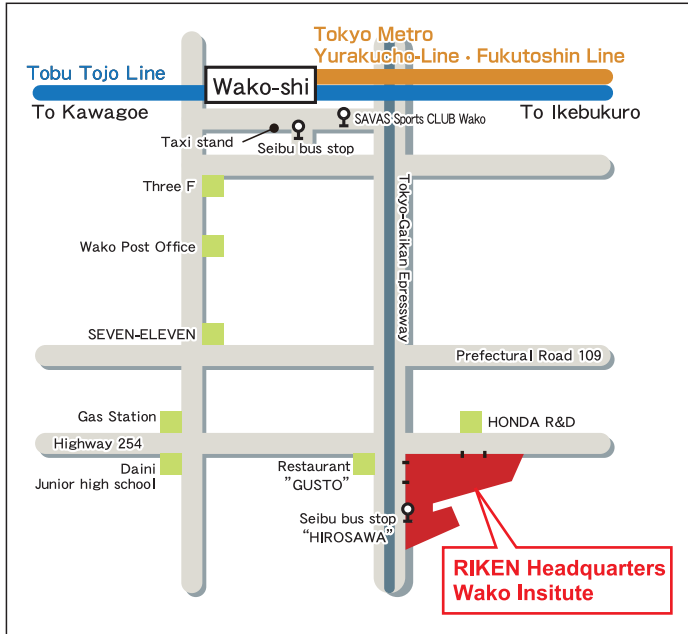 Tokyo Metro
Yurakucho-Line · Fukutoshin Line
Tobu Tojo Line
Wako-shi
To Kawagoe
To Ikebukuro
SAVAS Sports CLUB Wako
Taxi stand
Seibu bus stop
Three F
Tokyo-Gaikan Epressway
Wako Post Office
SEVEN-ELEVEN
Prefectural Road 109
Gas Station
HONDA R&D
Highway 254
Daini
Junior high school
Restaurant
"GUSTO"
Seibu bus stop
"HIROSAWA"
RIKEN Headquarters
Wako Insitute